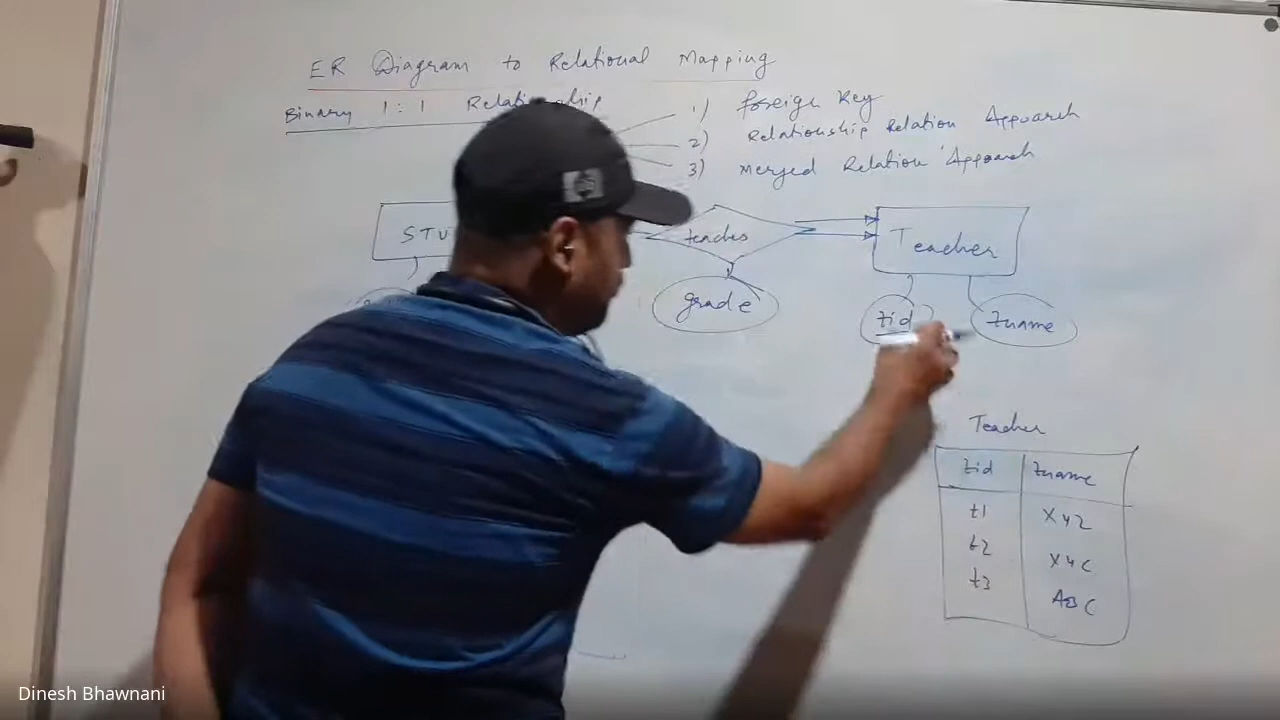 ER Diagram to Relational Mapping
Binary 1:1 Relationship
1) foreign Key
2) Relationship Relation Approach
3) Merged Relation Approach
STU
teaches
Teacher
grade
tid
tname
Teacher
tid tname
t1 XYZ
t2 XYC
t3 ABC
Dinesh Bhawnani